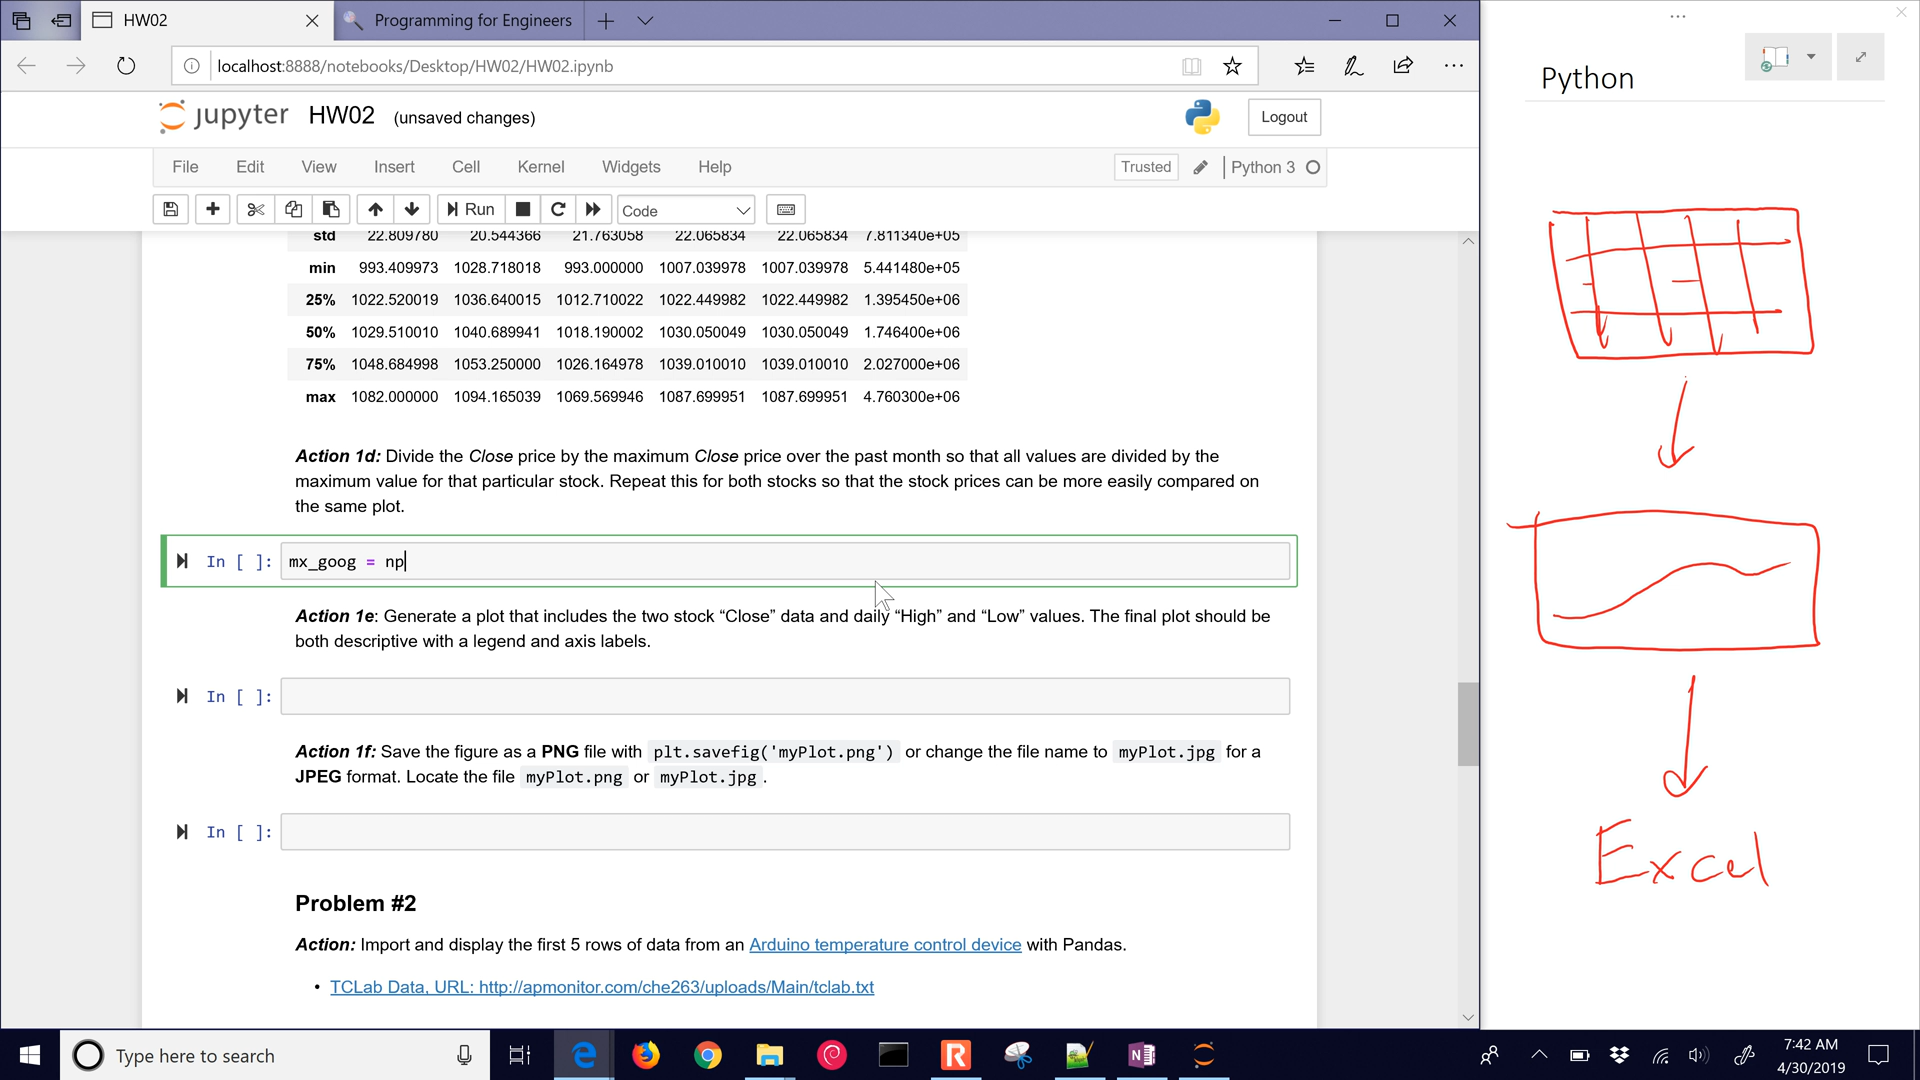 HW02
Programming for Engineers
localhost:8888/notebooks/Desktop/HW02/HW02.ipynb
Python
jupyter HW02 (unsaved changes)
Logout
File Edit View Insert Cell Kernel Widgets Help
Trusted Python 3
Run Code
std 22.809780 20.544366 21.763058 22.065834 22.065834 7.811340e+05
min 993.409973 1028.718018 993.000000 1007.039978 1007.039978 5.441480e+05
25% 1022.520019 1036.640015 1012.710022 1022.449982 1022.449982 1.395450e+06
50% 1029.510010 1040.689941 1018.190002 1030.050049 1030.050049 1.746400e+06
75% 1048.684998 1053.250000 1026.164978 1039.010010 1039.010010 2.027000e+06
max 1082.000000 1094.165039 1069.569946 1087.699951 1087.699951 4.760300e+06
Action 1d: Divide the Close price by the maximum Close price over the past month so that all values are divided by the
maximum value for that particular stock. Repeat this for both stocks so that the stock prices can be more easily compared on
the same plot.
In [ ]: mx_goog = np
Action 1e: Generate a plot that includes the two stock “Close” data and daily “High” and “Low” values. The final plot should be
both descriptive with a legend and axis labels.
In [ ]:
Action 1f: Save the figure as a PNG file with plt.savefig('myPlot.png') or change the file name to myPlot.jpg for a
JPEG format. Locate the file myPlot.png or myPlot.jpg .
In [ ]:
Excel
Problem #2
Action: Import and display the first 5 rows of data from an Arduino temperature control device with Pandas.
• TCLab Data, URL: http://apmonitor.com/che263/uploads/Main/tclab.txt
Type here to search
7:42 AM
4/30/2019